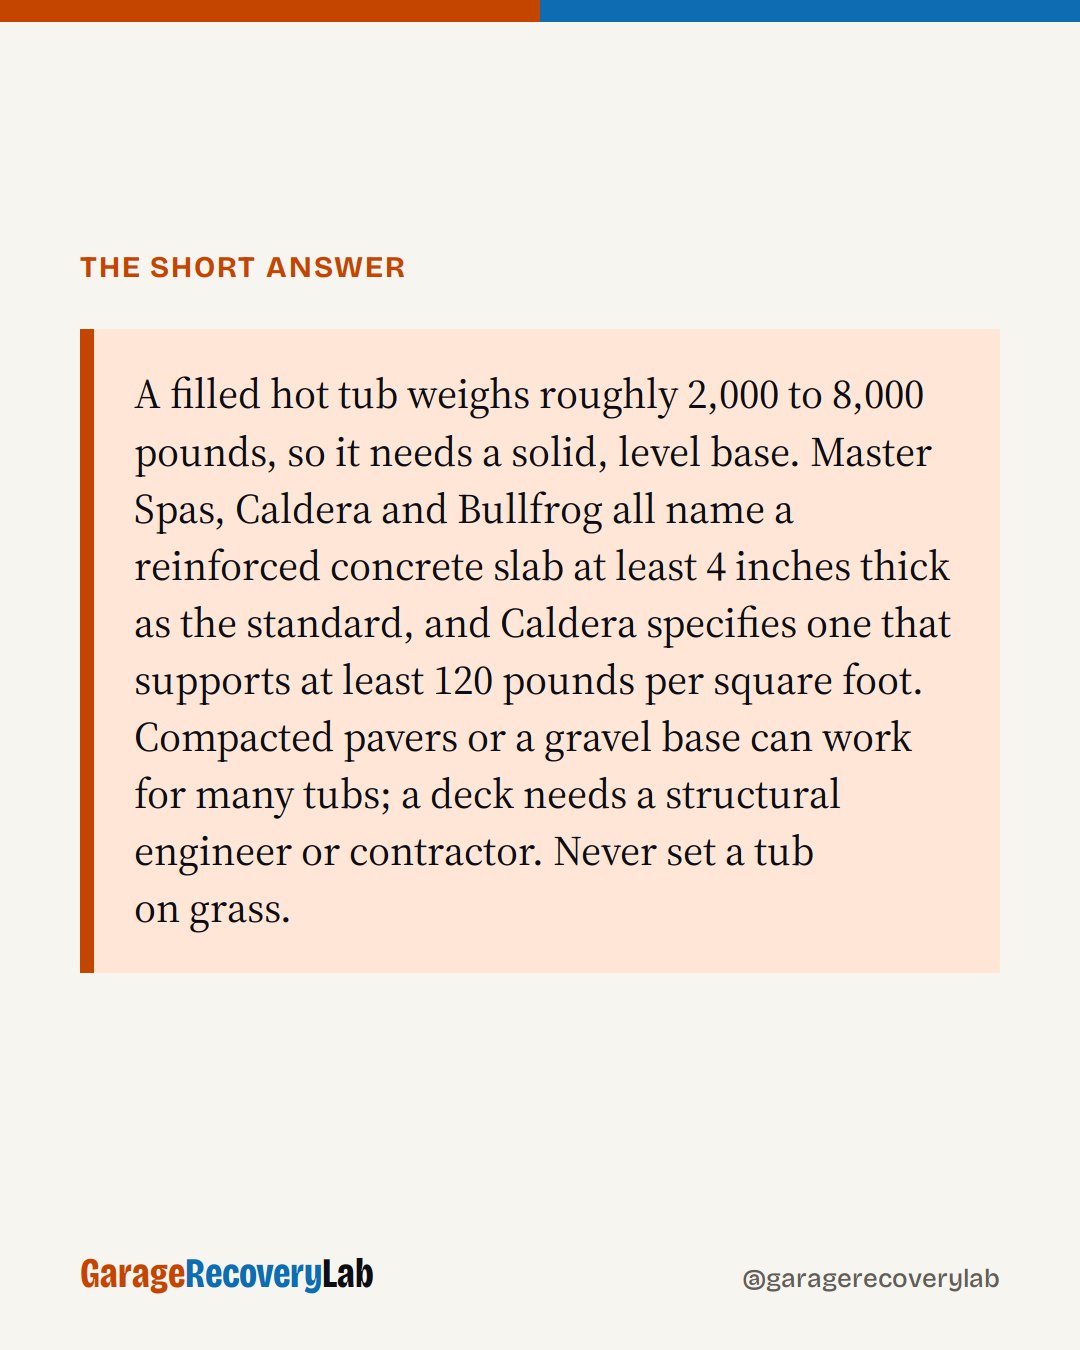 THE SHORT ANSWER
A filled hot tub weighs roughly 2,000 to 8,000
pounds, so it needs a solid, level base. Master
Spas, Caldera and Bullfrog all name a
reinforced concrete slab at least 4 inches thick
as the standard, and Caldera specifies one that
supports at least 120 pounds per square foot.
Compacted pavers or a gravel base can work
for many tubs; a deck needs a structural
engineer or contractor. Never set a tub
on grass.
GarageRecoveryLab
@garagerecoverylab